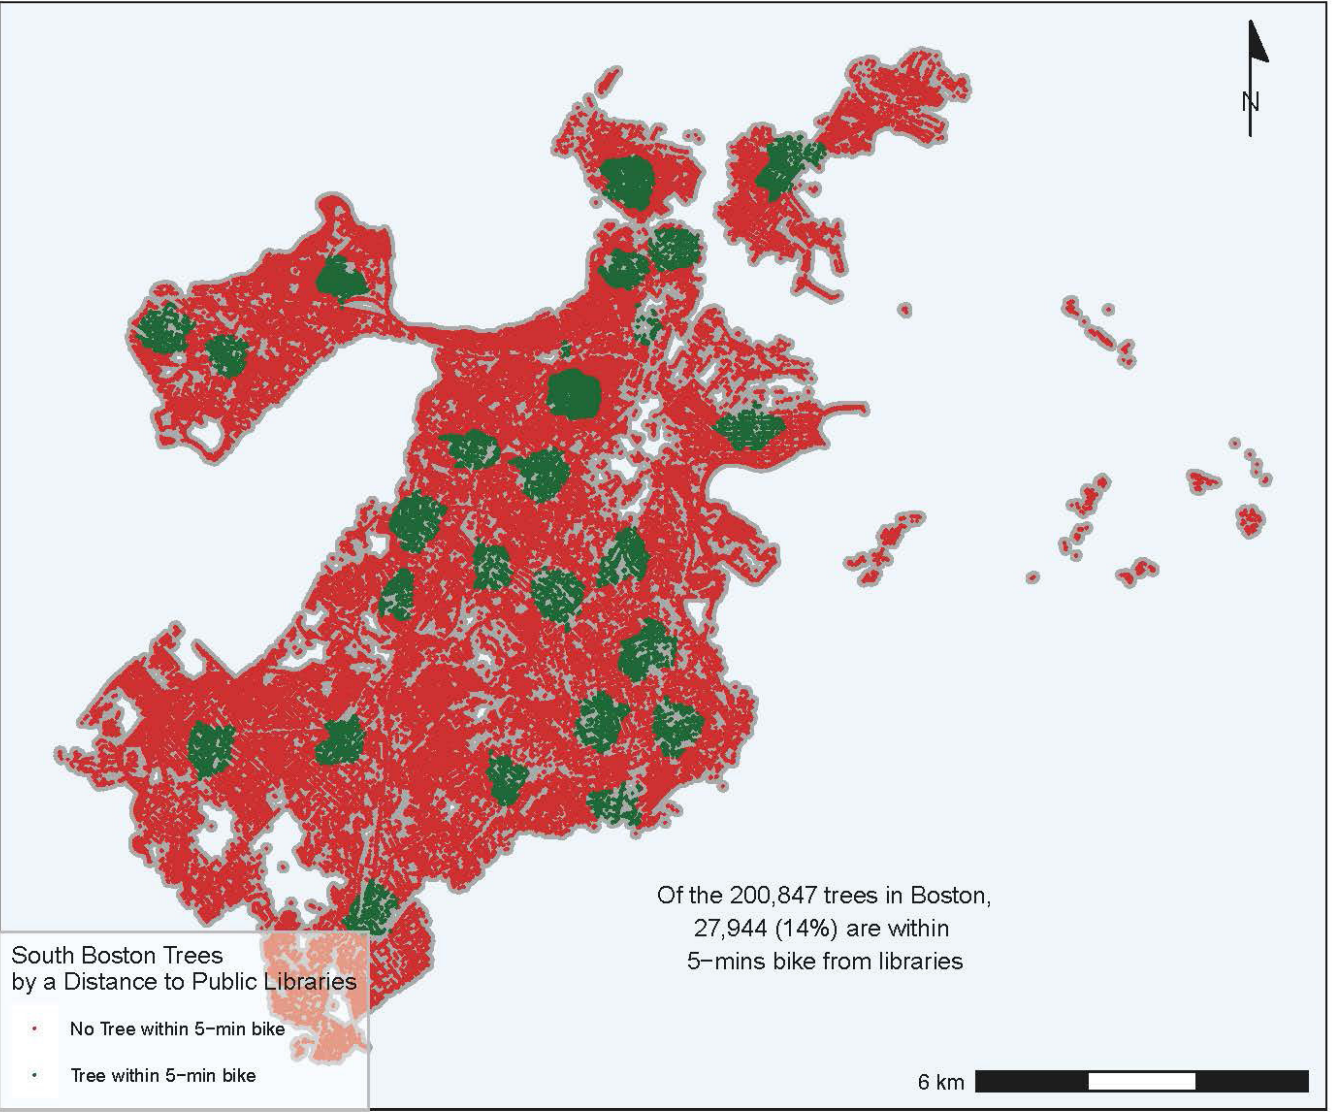 N
Of the 200,847 trees in Boston,
27,944 (14%) are within
5-mins bike from libraries
South Boston Trees
by a Distance to Public Libraries
No Tree within 5-min bike
Tree within 5-min bike
6 km